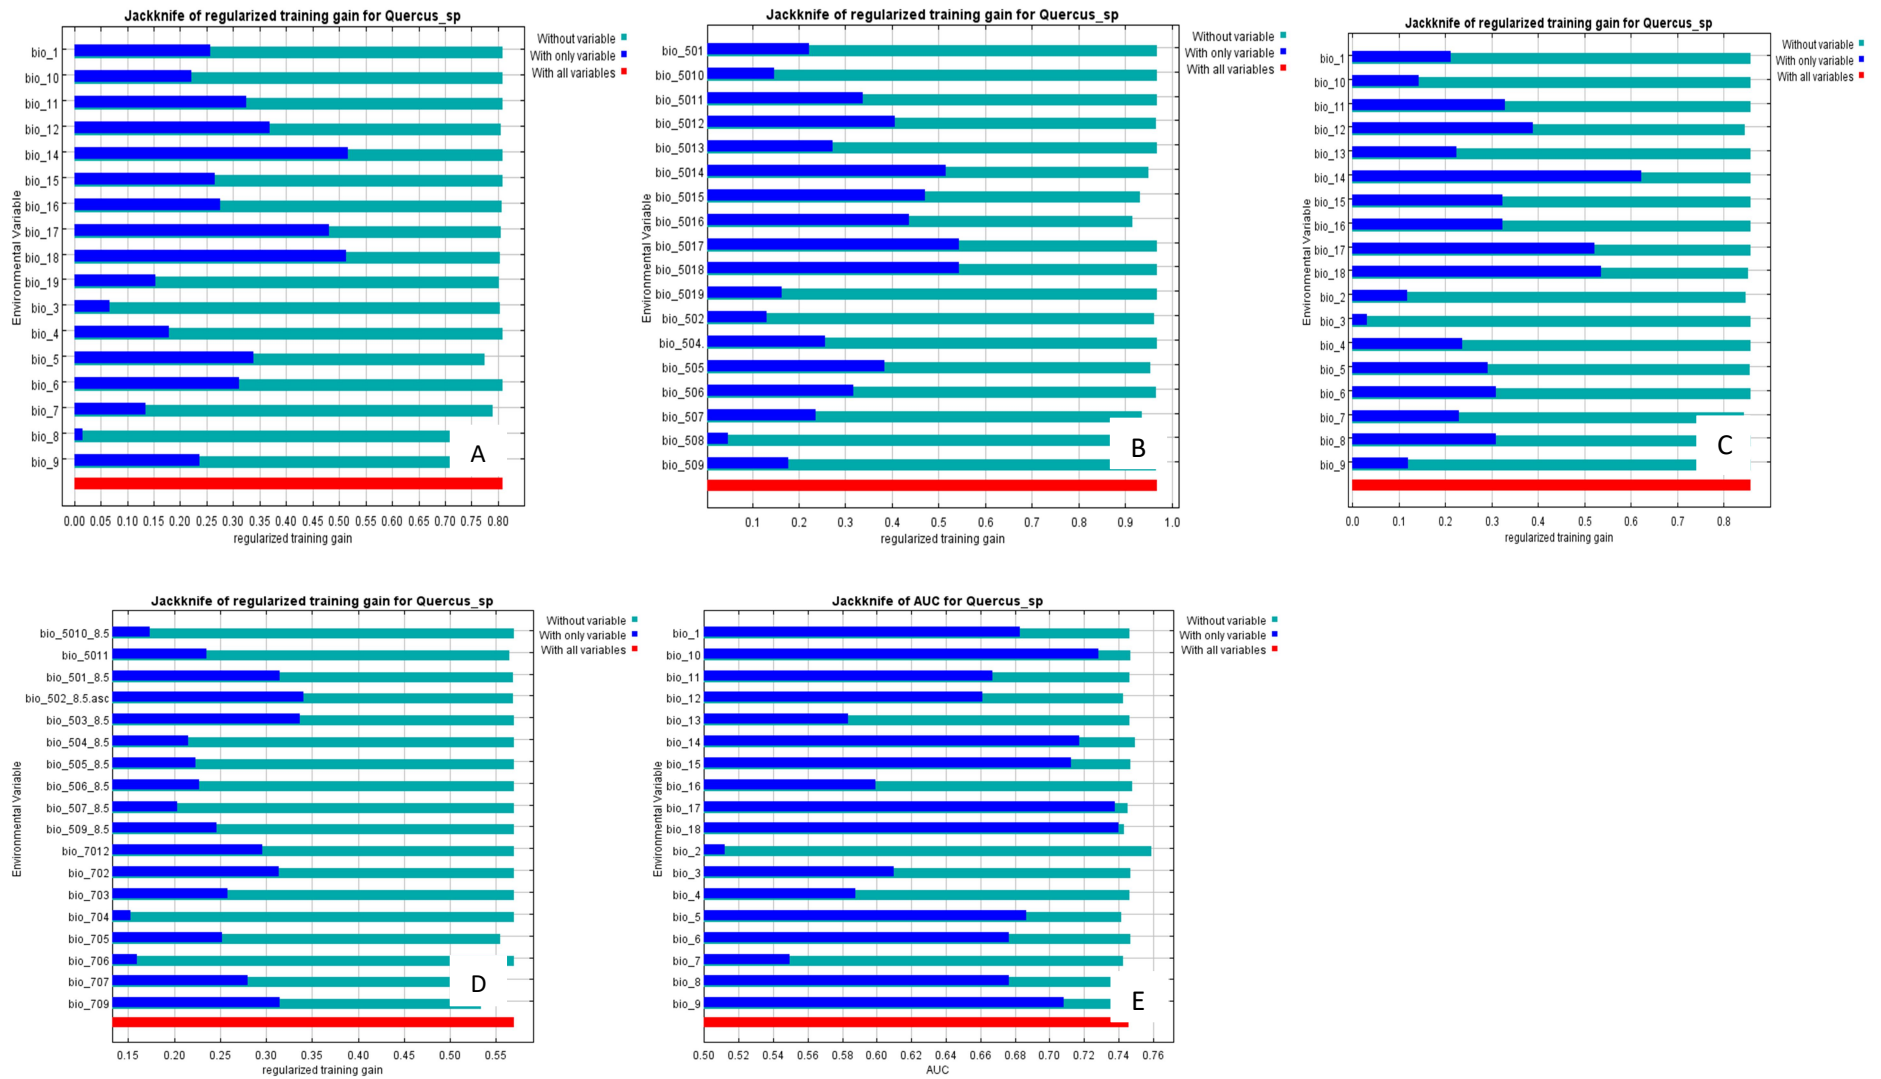 Jackknife of regularized training gain for Quercus_sp
Without variable
With only variable
With all variables
Environmental Variable
bio_1
bio_10
bio_11
bio_12
bio_14
bio_15
bio_16
bio_17
bio_18
bio_19
bio_3
bio_4
bio_5
bio_6
bio_7
bio_8
bio_9
A
0.00 0.05 0.10 0.15 0.20 0.25 0.30 0.35 0.40 0.45 0.50 0.55 0.60 0.65 0.70 0.75 0.80
regularized training gain
Jackknife of regularized training gain for Quercus_sp
Without variable
With only variable
With all variables
Environmental Variable
bio_501
bio_5010
bio_5011
bio_5012
bio_5013
bio_5014
bio_5015
bio_5016
bio_5017
bio_5018
bio_5019
bio_502
bio_504.
bio_505
bio_506
bio_507
bio_508
bio_509
B
0.1 0.2 0.3 0.4 0.5 0.6 0.7 0.8 0.9 1.0
regularized training gain
Jackknife of regularized training gain for Quercus_sp
Without variable
With only variable
With all variables
Environmental Variable
bio_1
bio_10
bio_11
bio_12
bio_13
bio_14
bio_15
bio_16
bio_17
bio_18
bio_2
bio_3
bio_4
bio_5
bio_6
bio_7
bio_8
bio_9
C
0.0 0.1 0.2 0.3 0.4 0.5 0.6 0.7 0.8
regularized training gain
Jackknife of regularized training gain for Quercus_sp
Without variable
With only variable
With all variables
Environmental Variable
bio_5010_8.5
bio_5011
bio_501_8.5
bio_502_8.5.asc
bio_503_8.5
bio_504_8.5
bio_505_8.5
bio_506_8.5
bio_507_8.5
bio_509_8.5
bio_7012
bio_702
bio_703
bio_704
bio_705
bio_706
bio_707
bio_709
D
0.15 0.20 0.25 0.30 0.35 0.40 0.45 0.50 0.55
regularized training gain
Jackknife of AUC for Quercus_sp
Without variable
With only variable
With all variables
Environmental Variable
bio_1
bio_10
bio_11
bio_12
bio_13
bio_14
bio_15
bio_16
bio_17
bio_18
bio_2
bio_3
bio_4
bio_5
bio_6
bio_7
bio_8
bio_9
E
0.50 0.52 0.54 0.56 0.58 0.60 0.62 0.64 0.66 0.68 0.70 0.72 0.74 0.76
AUC